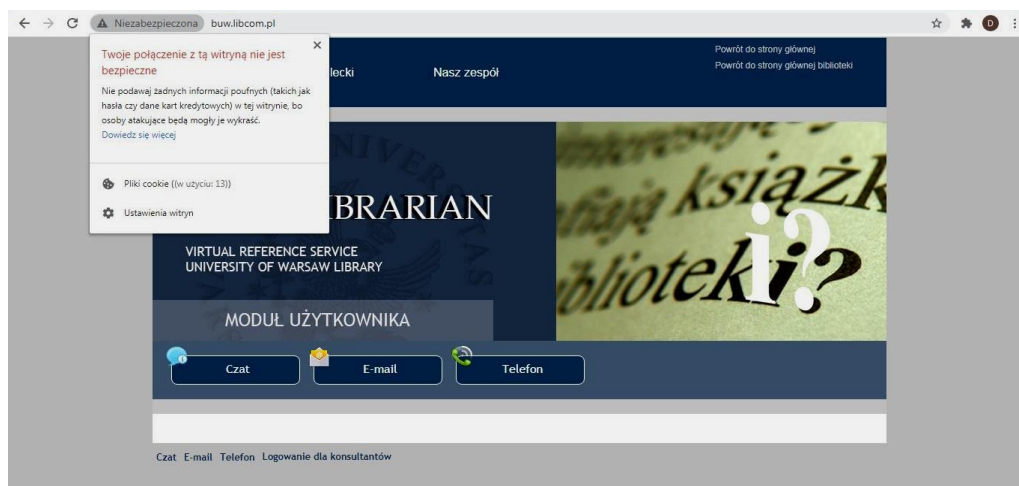 Niezabezpieczona buw.libcom.pl
D
Twoje połączenie z tą witryną nie jest
bezpieczne
Nie podawaj żadnych informacji poufnych (takich jak
hasła czy dane kart kredytowych) w tej witrynie, bo
osoby atakujące będą mogły je wykraść.
Dowiedz się więcej
Pliki cookie ((w użyciu: 13))
Ustawienia witryn
lecki Nasz zespół
Powrót do strony głównej
Powrót do strony głównej biblioteki
BRARIAN
VIRTUAL REFERENCE SERVICE
UNIVERSITY OF WARSAW LIBRARY
MODUŁ UŻYTKOWNIKA
książk
i?
Czat E-mail Telefon
Czat E-mail Telefon Logowanie dla konsultantów